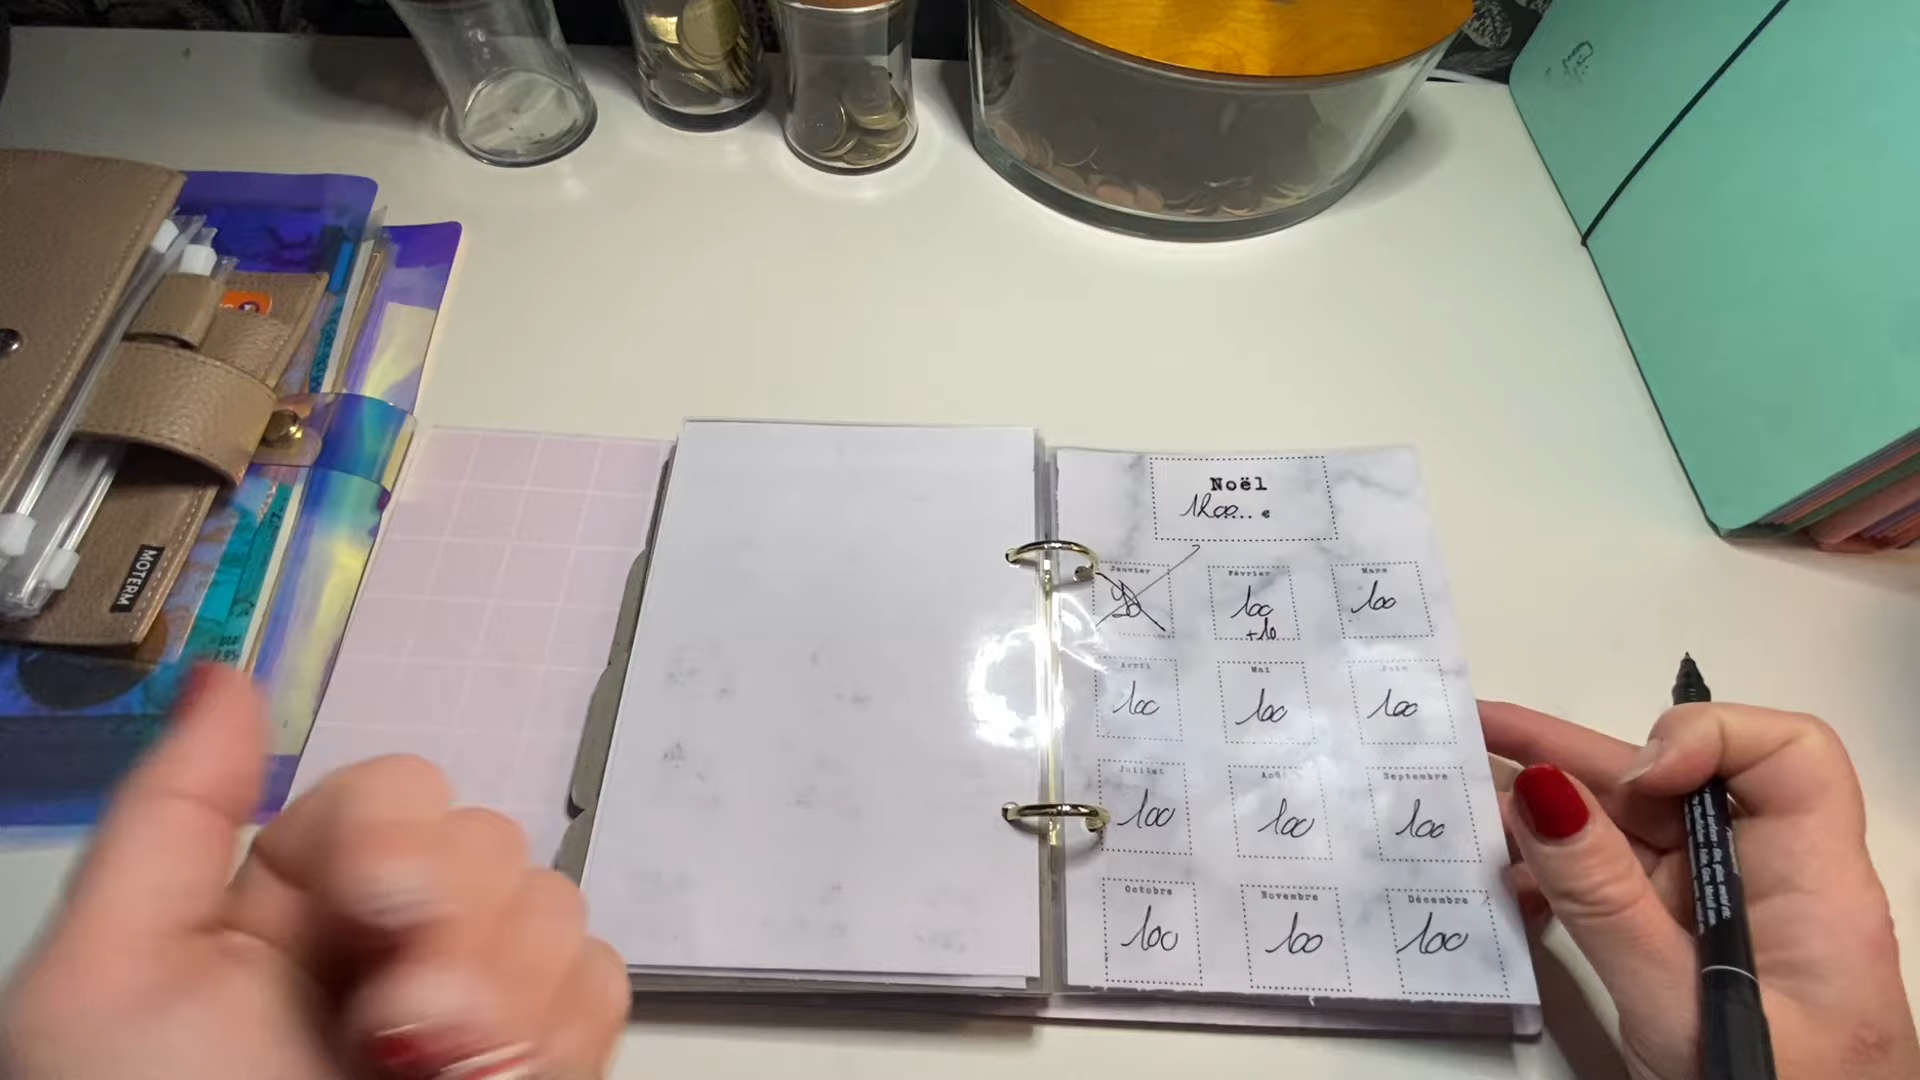 Noël
1200... €
Janvier
Février
Mars
100
100
+10
Avril
Mai
Juin
100
100
100
Juillet
Août
Septembre
100
100
100
Octobre
Novembre
Décembre
100
100
100
MOTERM